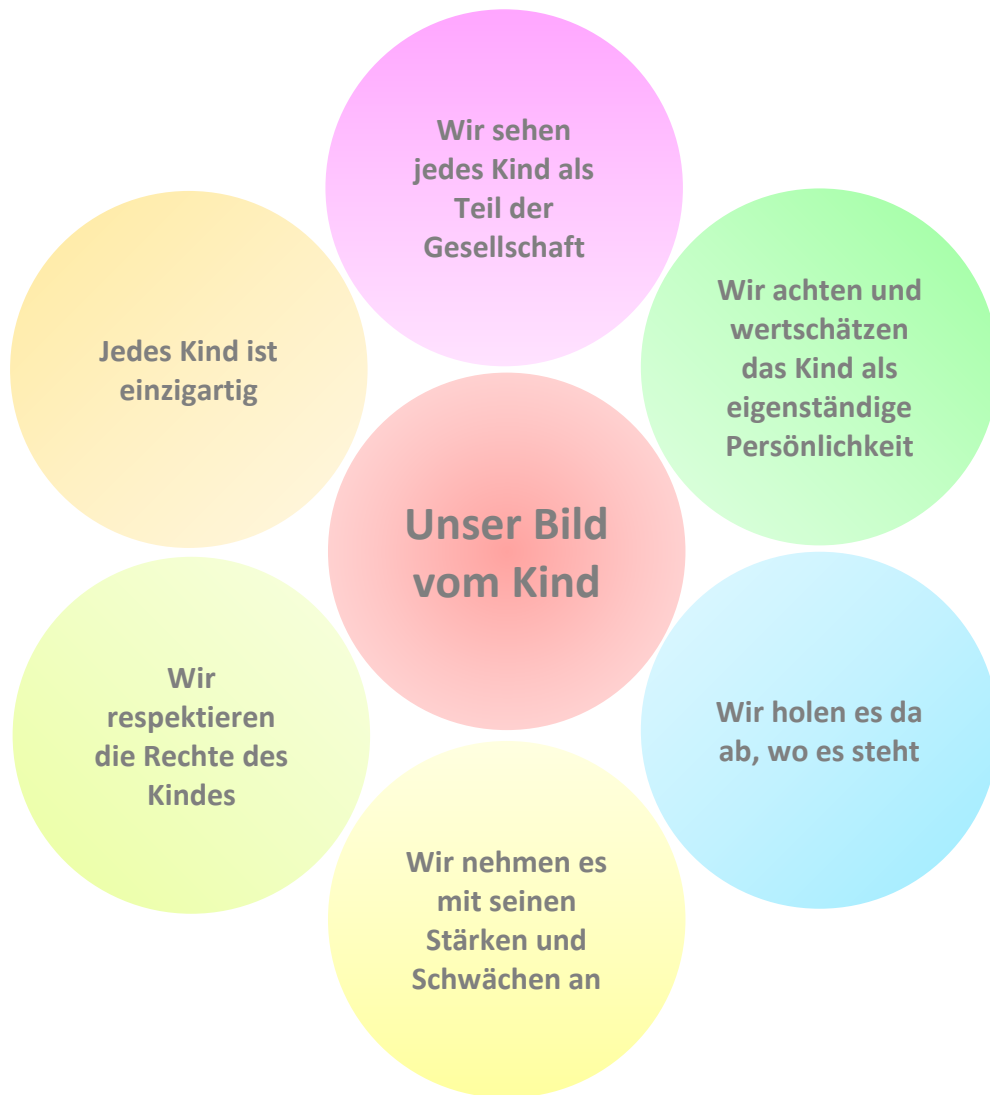 Wir sehen
jedes Kind als
Teil der
Gesellschaft
Wir achten und
wertschätzen
das Kind als
eigenständige
Persönlichkeit
Wir holen es da
ab, wo es steht
Wir nehmen es
mit seinen
Stärken und
Schwächen an
Wir
respektieren
die Rechte des
Kindes
Jedes Kind ist
einzigartig
Unser Bild
vom Kind